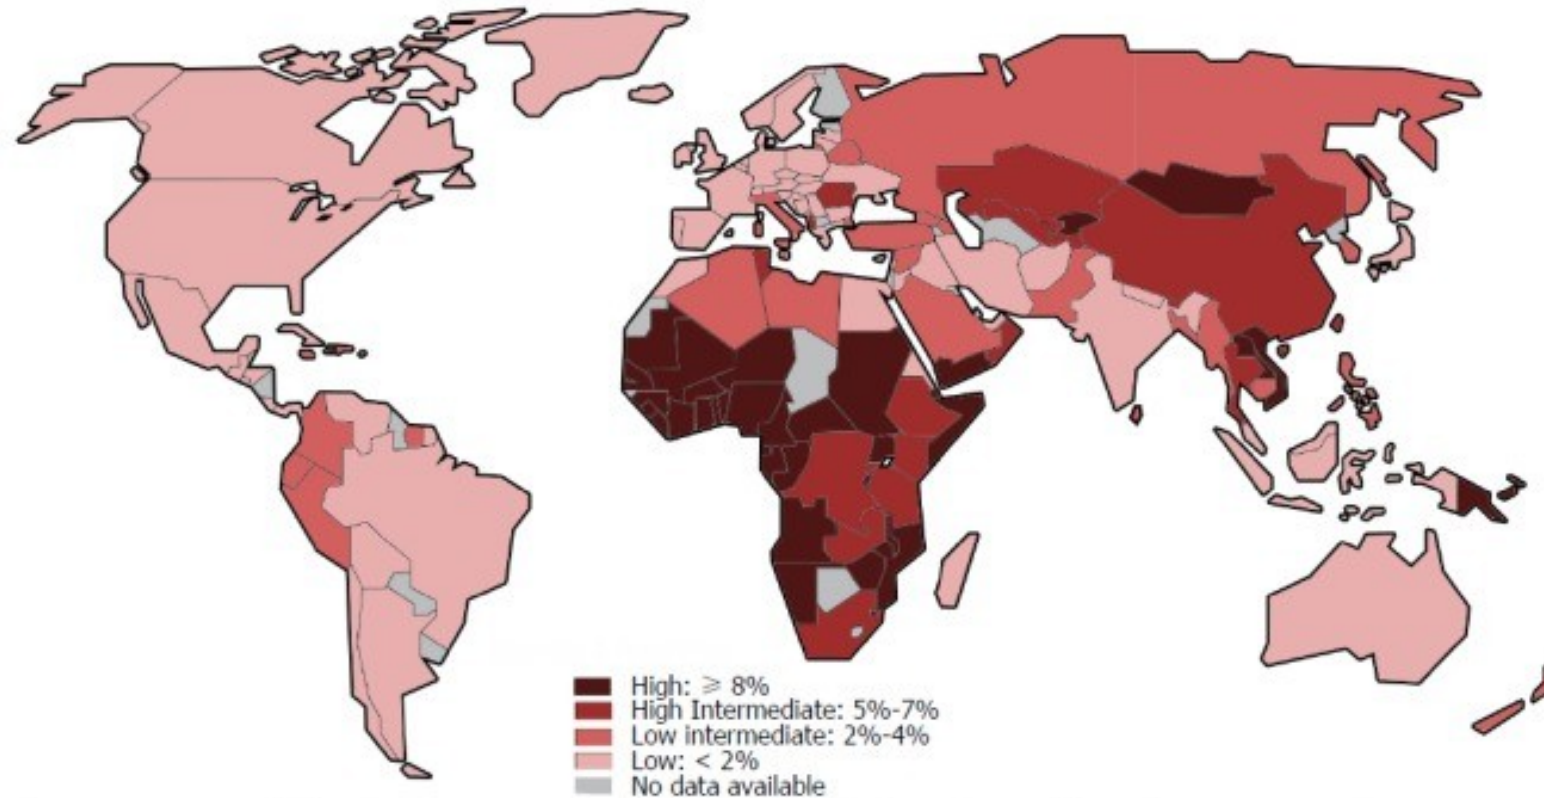 High: ⩾ 8%
High Intermediate: 5%-7%
Low intermediate: 2%-4%
Low: < 2%
No data available